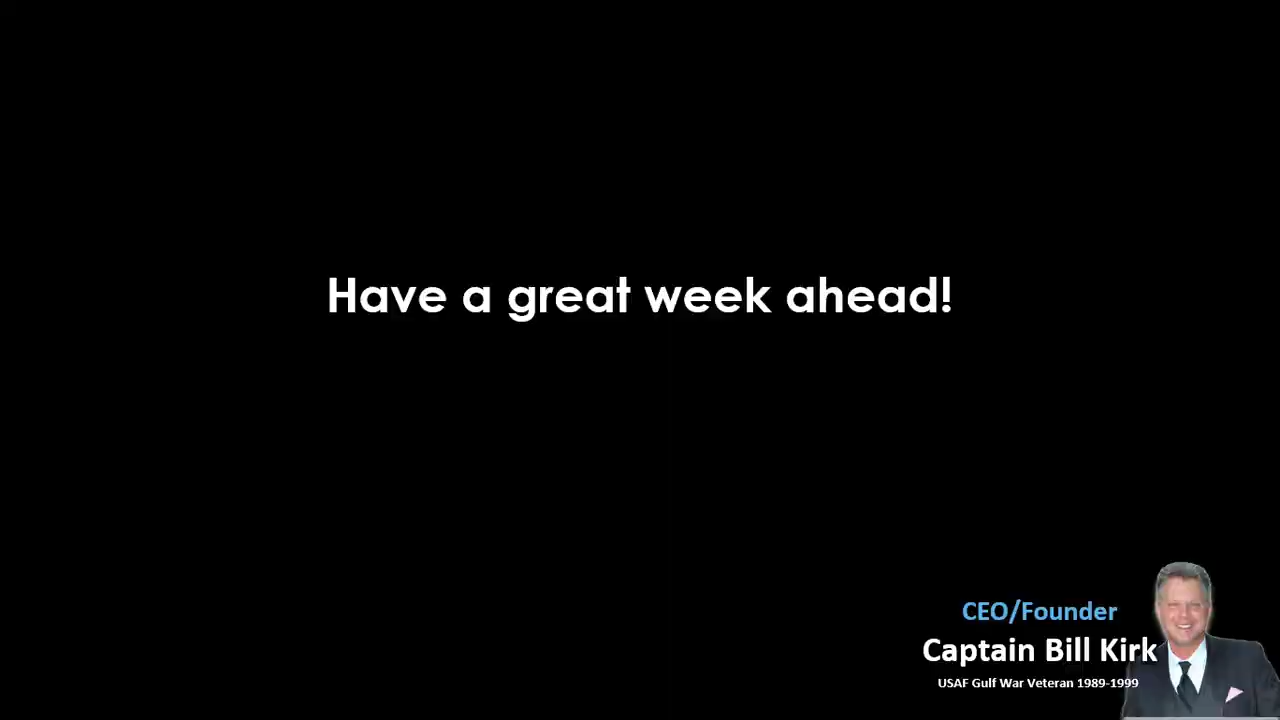 Have a great week ahead!
CEO/Founder
Captain Bill Kirk
USAF Gulf War Veteran 1989-1999